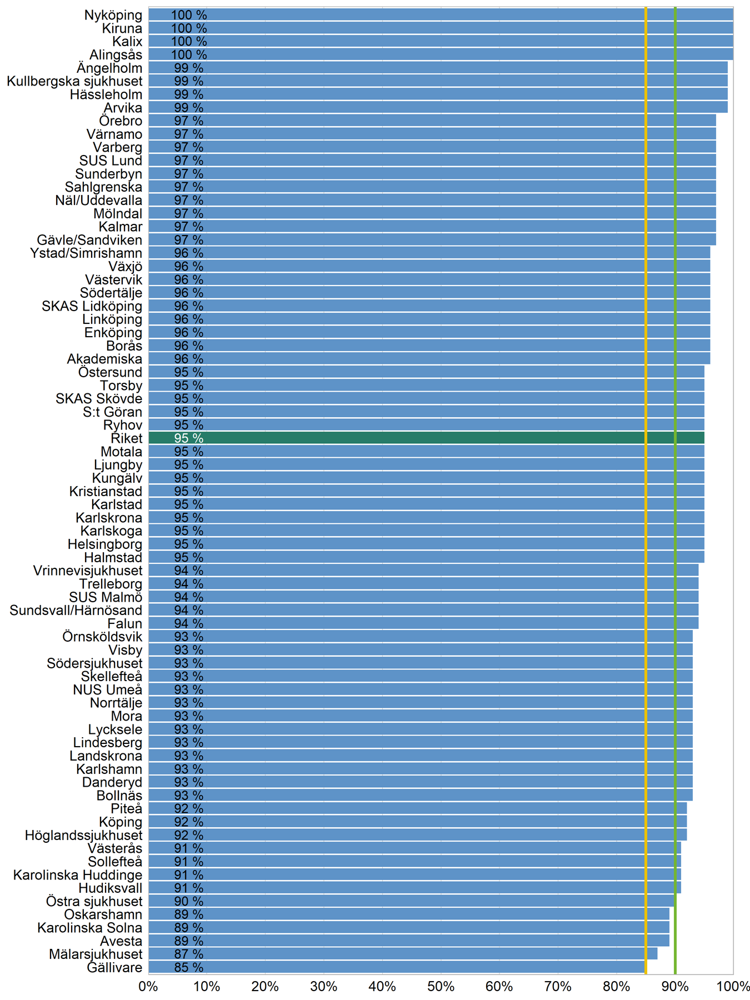 Nyköping 100 %
Kiruna 100 %
Kalix 100 %
Alingsås 100 %
Ängelholm 99 %
Kullbergska sjukhuset 99 %
Hässleholm 99 %
Arvika 99 %
Örebro 97 %
Värnamo 97 %
Varberg 97 %
SUS Lund 97 %
Sunderbyn 97 %
Sahlgrenska 97 %
Näl/Uddevalla 97 %
Mölndal 97 %
Kalmar 97 %
Gävle/Sandviken 97 %
Ystad/Simrishamn 96 %
Växjö 96 %
Västervik 96 %
Södertälje 96 %
SKAS Lidköping 96 %
Linköping 96 %
Enköping 96 %
Borås 96 %
Akademiska 96 %
Östersund 95 %
Torsby 95 %
SKAS Skövde 95 %
S:t Göran 95 %
Ryhov 95 %
Riket 95 %
Motala 95 %
Ljungby 95 %
Kungälv 95 %
Kristianstad 95 %
Karlstad 95 %
Karlskrona 95 %
Karlskoga 95 %
Helsingborg 95 %
Halmstad 95 %
Vrinnevisjukhuset 94 %
Trelleborg 94 %
SUS Malmö 94 %
Sundsvall/Härnösand 94 %
Falun 94 %
Örnsköldsvik 93 %
Visby 93 %
Södersjukhuset 93 %
Skellefteå 93 %
NUS Umeå 93 %
Norrtälje 93 %
Mora 93 %
Lycksele 93 %
Lindesberg 93 %
Landskrona 93 %
Karlshamn 93 %
Danderyd 93 %
Bollnäs 93 %
Piteå 92 %
Köping 92 %
Höglandssjukhuset 92 %
Västerås 91 %
Sollefteå 91 %
Karolinska Huddinge 91 %
Hudiksvall 91 %
Östra sjukhuset 90 %
Oskarshamn 89 %
Karolinska Solna 89 %
Avesta 89 %
Mälarsjukhuset 87 %
Gällivare 85 %
0% 10% 20% 30% 40% 50% 60% 70% 80% 90% 100%